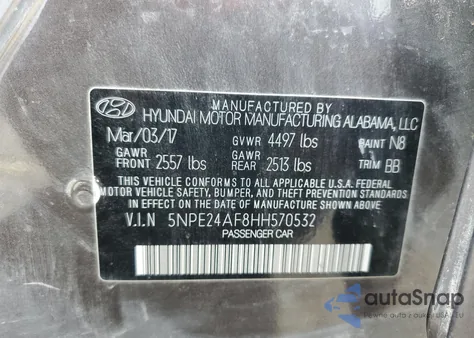 MANUFACTURED BY
HYUNDAI MOTOR MANUFACTURING ALABAMA, LLC
Mar/03/17 GVWR 4497 lbs PAINT N8
GAWR FRONT 2557 lbs GAWR REAR 2513 lbs TRIM BB
THIS VEHICLE CONFORMS TO ALL APPLICABLE U.S.A. FEDERAL
MOTOR VEHICLE SAFETY, BUMPER, AND THEFT PREVENTION STANDARDS
IN EFFECT ON THE DATE OF MANUFACTURE SHOWN ABOVE.
V.I.N 5NPE24AF8HH570532
PASSENGER CAR
autoSnap